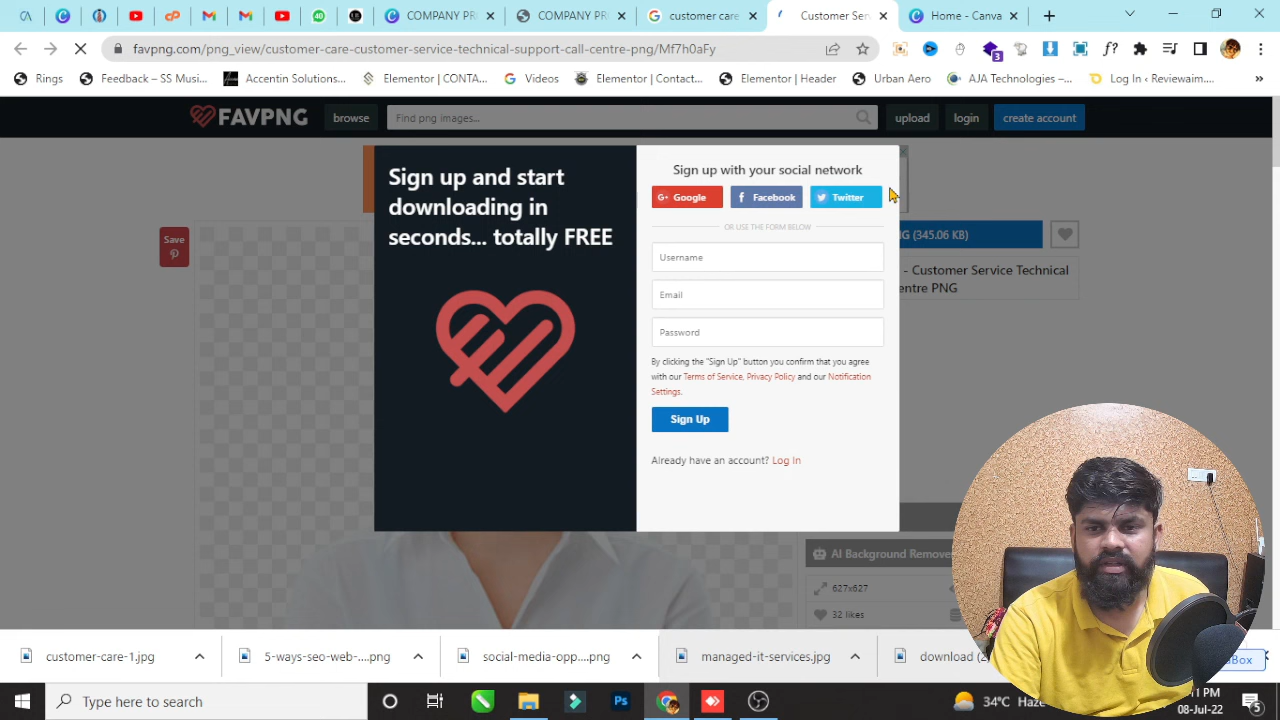 COMPANY PR
COMPANY PR
customer care
Customer Ser
Home - Canva
favpng.com/png_view/customer-care-customer-service-technical-support-call-centre-png/Mf7h0aFy
Rings
Feedback – SS Musi...
Accentin Solutions...
Elementor | CONTA...
Videos
Elementor | Contact...
Elementor | Header
Urban Aero
AJA Technologies –...
Log In ‹ Reviewaim...
»
FAVPNG
browse
Find png images...
upload
login
create account
Sign up and start
downloading in
seconds... totally FREE
Sign up with your social network
Google
Facebook
Twitter
OR USE THE FORM BELOW
Username
Email
Password
By clicking the "Sign Up" button you confirm that you agree
with our Terms of Service, Privacy Policy and our Notification
Settings.
Sign Up
Already have an account? Log In
Save
NG (345.06 KB)
- Customer Service Technical
entre PNG
AI Background Remove
627x627
32 likes
customer-care-1.jpg
5-ways-seo-web-....png
social-media-opp....png
managed-it-services.jpg
download (2
Box
Type here to search
34°C Haze
1 PM
08-Jul-22
5